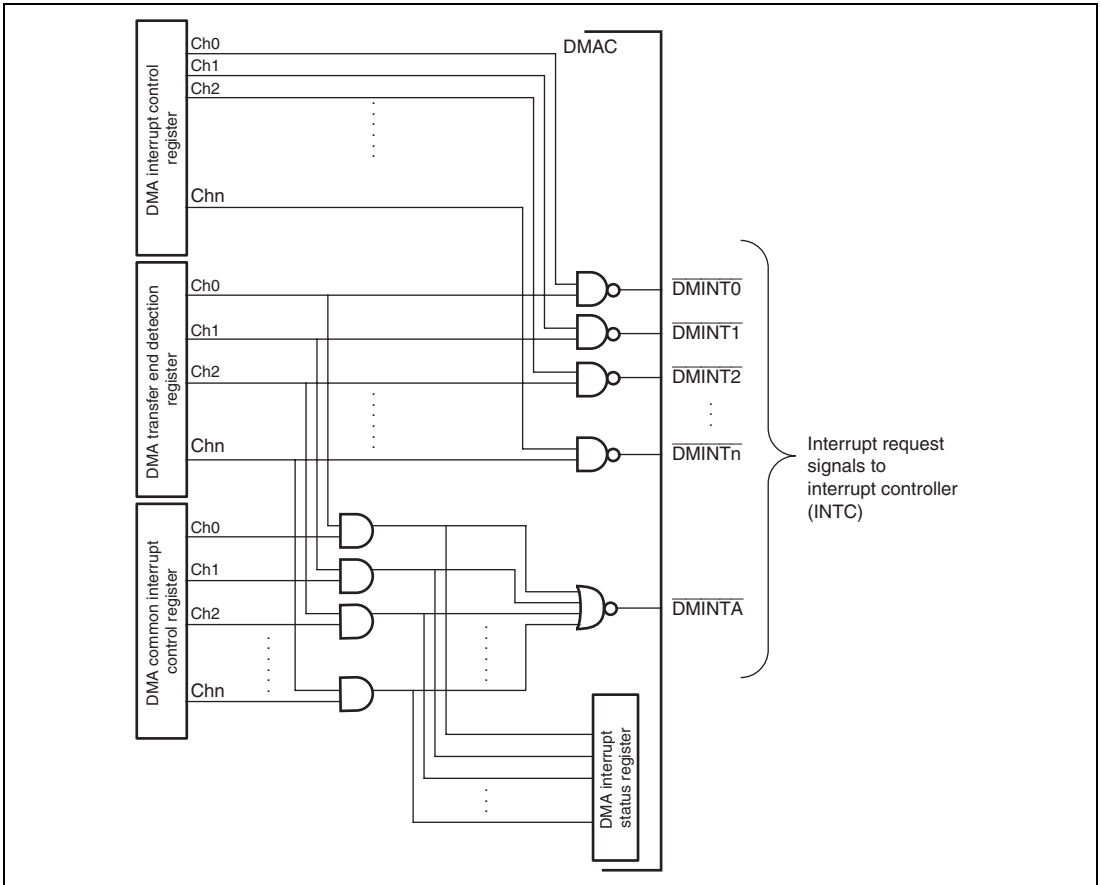 DMAC
DMA interrupt control
register
Ch0
Ch1
Ch2
Chn
DMA transfer end detection
register
Ch0
Ch1
Ch2
Chn
DMA common interrupt
control register
Ch0
Ch1
Ch2
Chn
DMINT0
DMINT1
DMINT2
DMINTn
DMINTA
Interrupt request
signals to
interrupt controller
(INTC)
DMA interrupt
status register